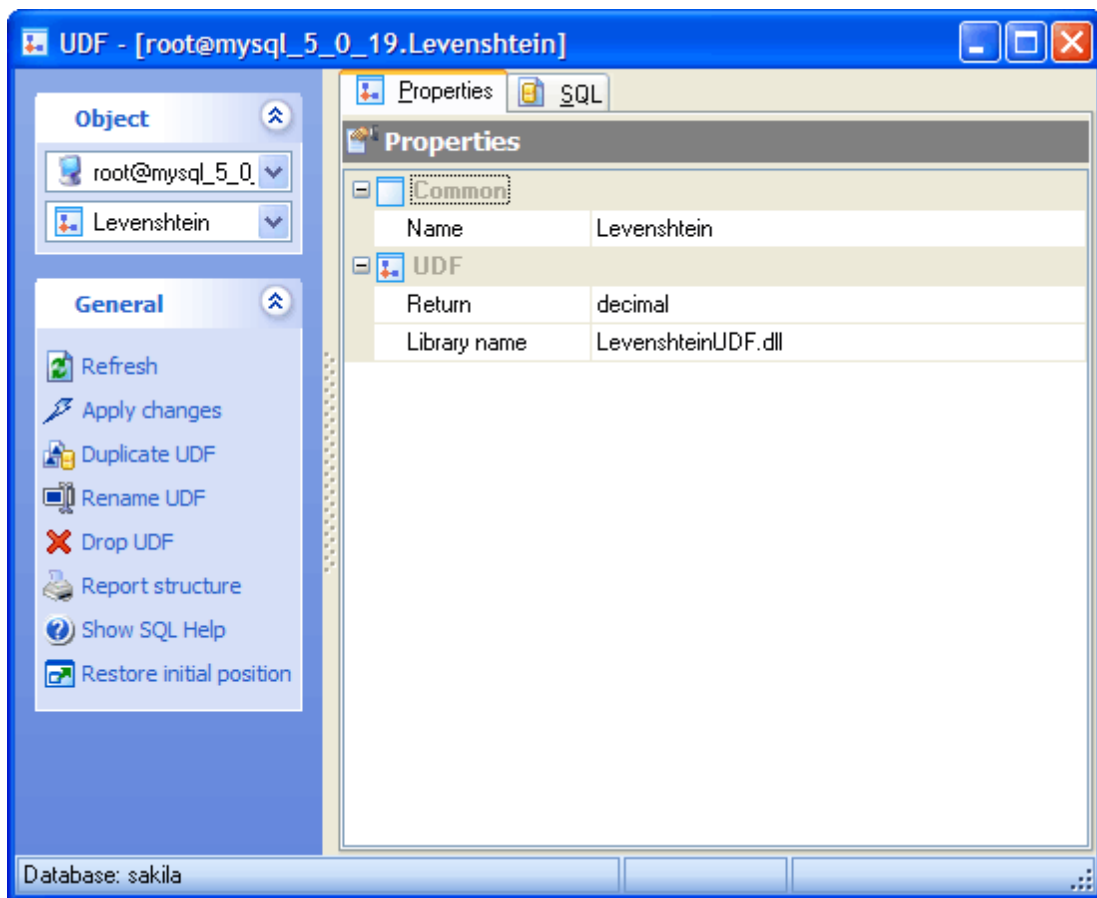 UDF - [root@mysql_5_0_19.Levenshtein]
Object
root@mysql_5_0.
Levenshtein
General
Refresh
Apply changes
Duplicate UDF
Rename UDF
Drop UDF
Report structure
Show SQL Help
Restore initial position
Properties SQL
Properties
Common
Name Levenshtein
UDF
Return decimal
Library name LevenshteinUDF.dll
Database: sakila